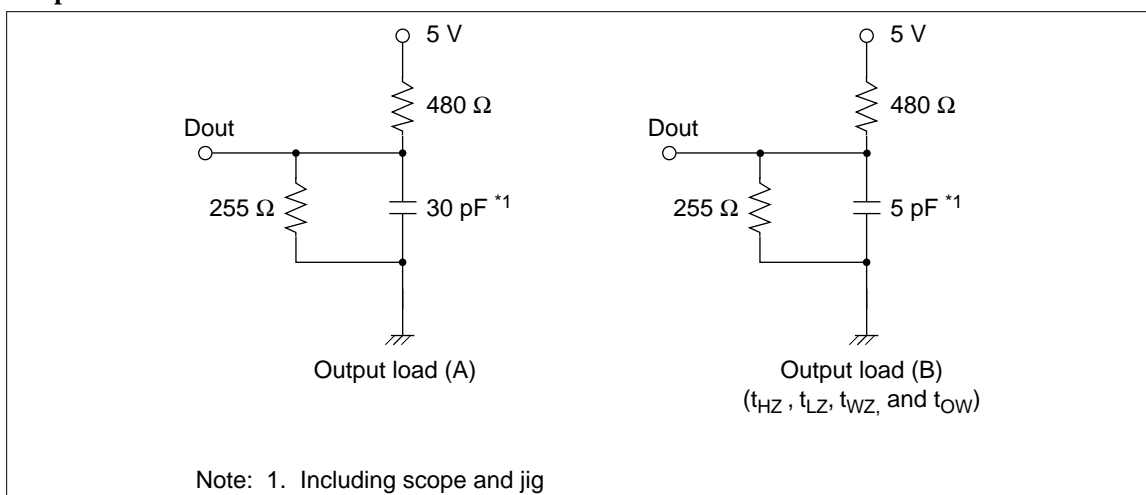 5 V
480 Ω
Dout
255 Ω
30 pF *1
Output load (A)
5 V
480 Ω
Dout
255 Ω
5 pF *1
Output load (B)
(tHZ , tLZ, tWZ, and tOW)
Note: 1. Including scope and jig